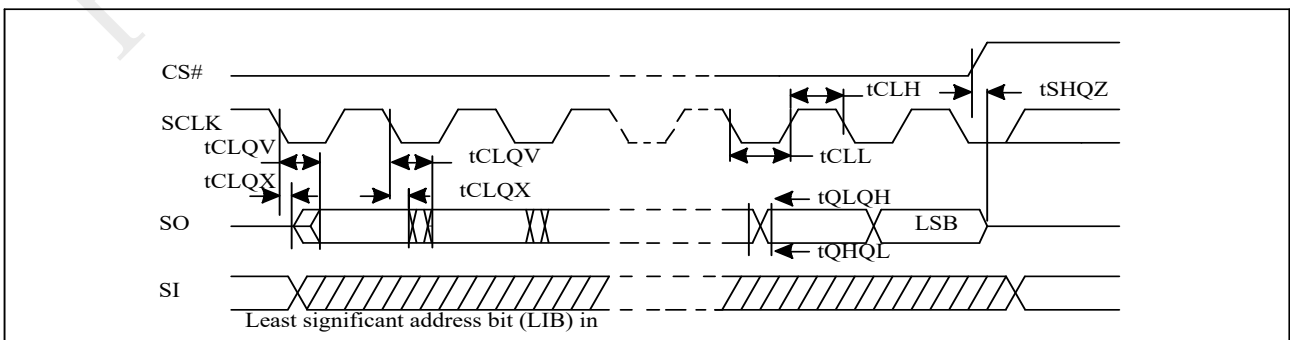 CS#
tCLH
tSHQZ
SCLK
tCLQV
tCLQV
tCLL
tCLQX
tCLQX
tQLQH
SO
LSB
tQHQL
SI
Least significant address bit (LIB) in